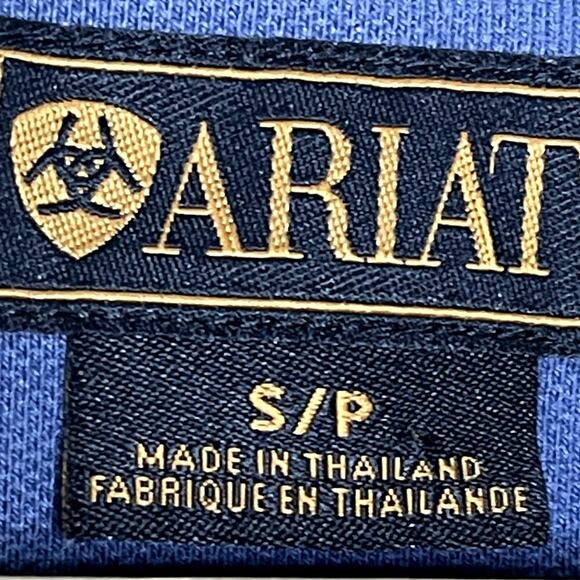 ARIAT
S/P
MADE IN THAILAND
FABRIQUE EN THAILANDE